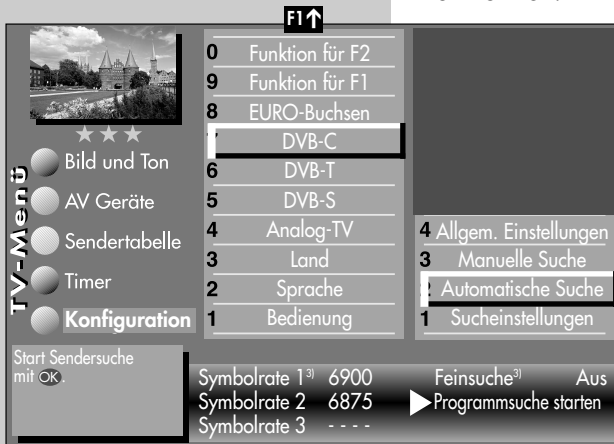 F1↑
0 Funktion für F2
9 Funktion für F1
8 EURO-Buchsen
DVB-C
6 DVB-T
5 DVB-S
4 Analog-TV
3 Land
2 Sprache
1 Bedienung
TV-Menü
Bild und Ton
AV Geräte
Sendertabelle
Timer
Konfiguration
4 Allgem. Einstellungen
3 Manuelle Suche
2 Automatische Suche
1 Sucheinstellungen
Start Sendersuche
mit OK.
Symbolrate 1³⁾ 6900
Symbolrate 2 6875
Symbolrate 3 - - - -
Feinsuche³⁾ Aus
Programmsuche starten